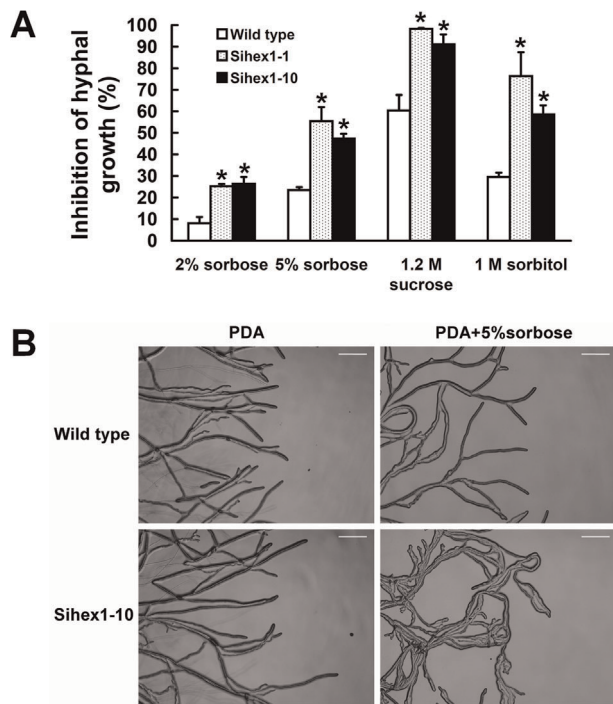 A
Inhibition of hyphal
growth (%)
100
90
80
70
60
50
40
30
20
10
0
Wild type
Sihex1-1
Sihex1-10
* *
* *
* *
* *
2% sorbose 5% sorbose 1.2 M 1 M sorbitol
sucrose
B
PDA PDA+5%sorbose
Wild type
Sihex1-10